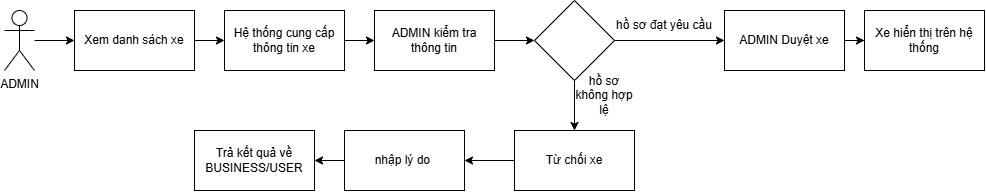 ADMIN
Xem danh sách xe
Hệ thống cung cấp
thông tin xe
ADMIN kiểm tra
thông tin
hồ sơ đạt yêu cầu
ADMIN Duyệt xe
Xe hiển thị trên hệ
thống
hồ sơ
không hợp
lệ
Từ chối xe
nhập lý do
Trả kết quả về
BUSINESS/USER